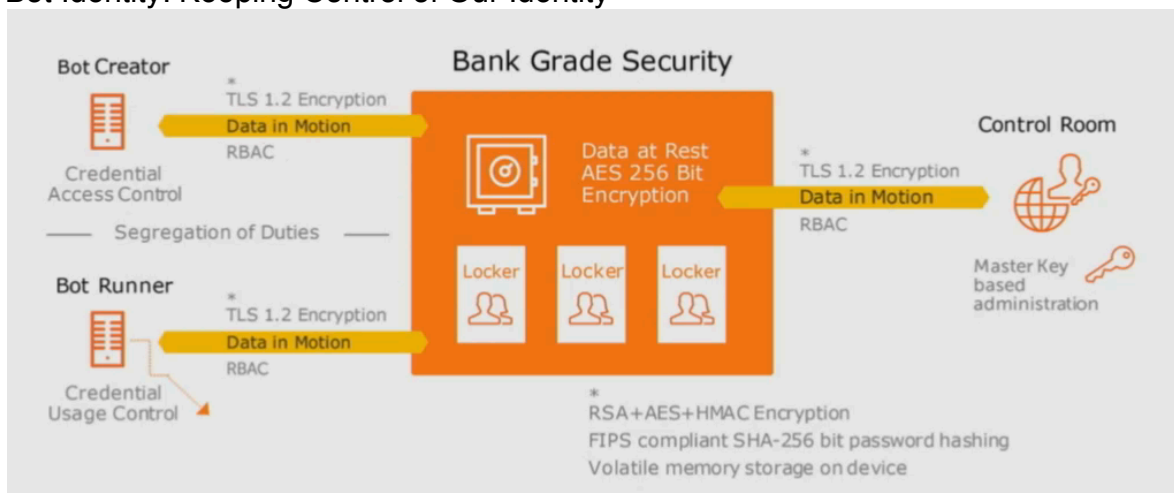 Bot Identity: Keeping Control of Our Identity
Bank Grade Security
Bot Creator
*
TLS 1.2 Encryption
Data in Motion
RBAC
Credential
Access Control
Segregation of Duties
Bot Runner
*
TLS 1.2 Encryption
Data in Motion
RBAC
Credential
Usage Control
Data at Rest
AES 256 Bit
Encryption
Locker
Locker
Locker
Control Room
*
TLS 1.2 Encryption
Data in Motion
RBAC
Master Key
based
administration
*
RSA+AES+HMAC Encryption
FIPS compliant SHA-256 bit password hashing
Volatile memory storage on device